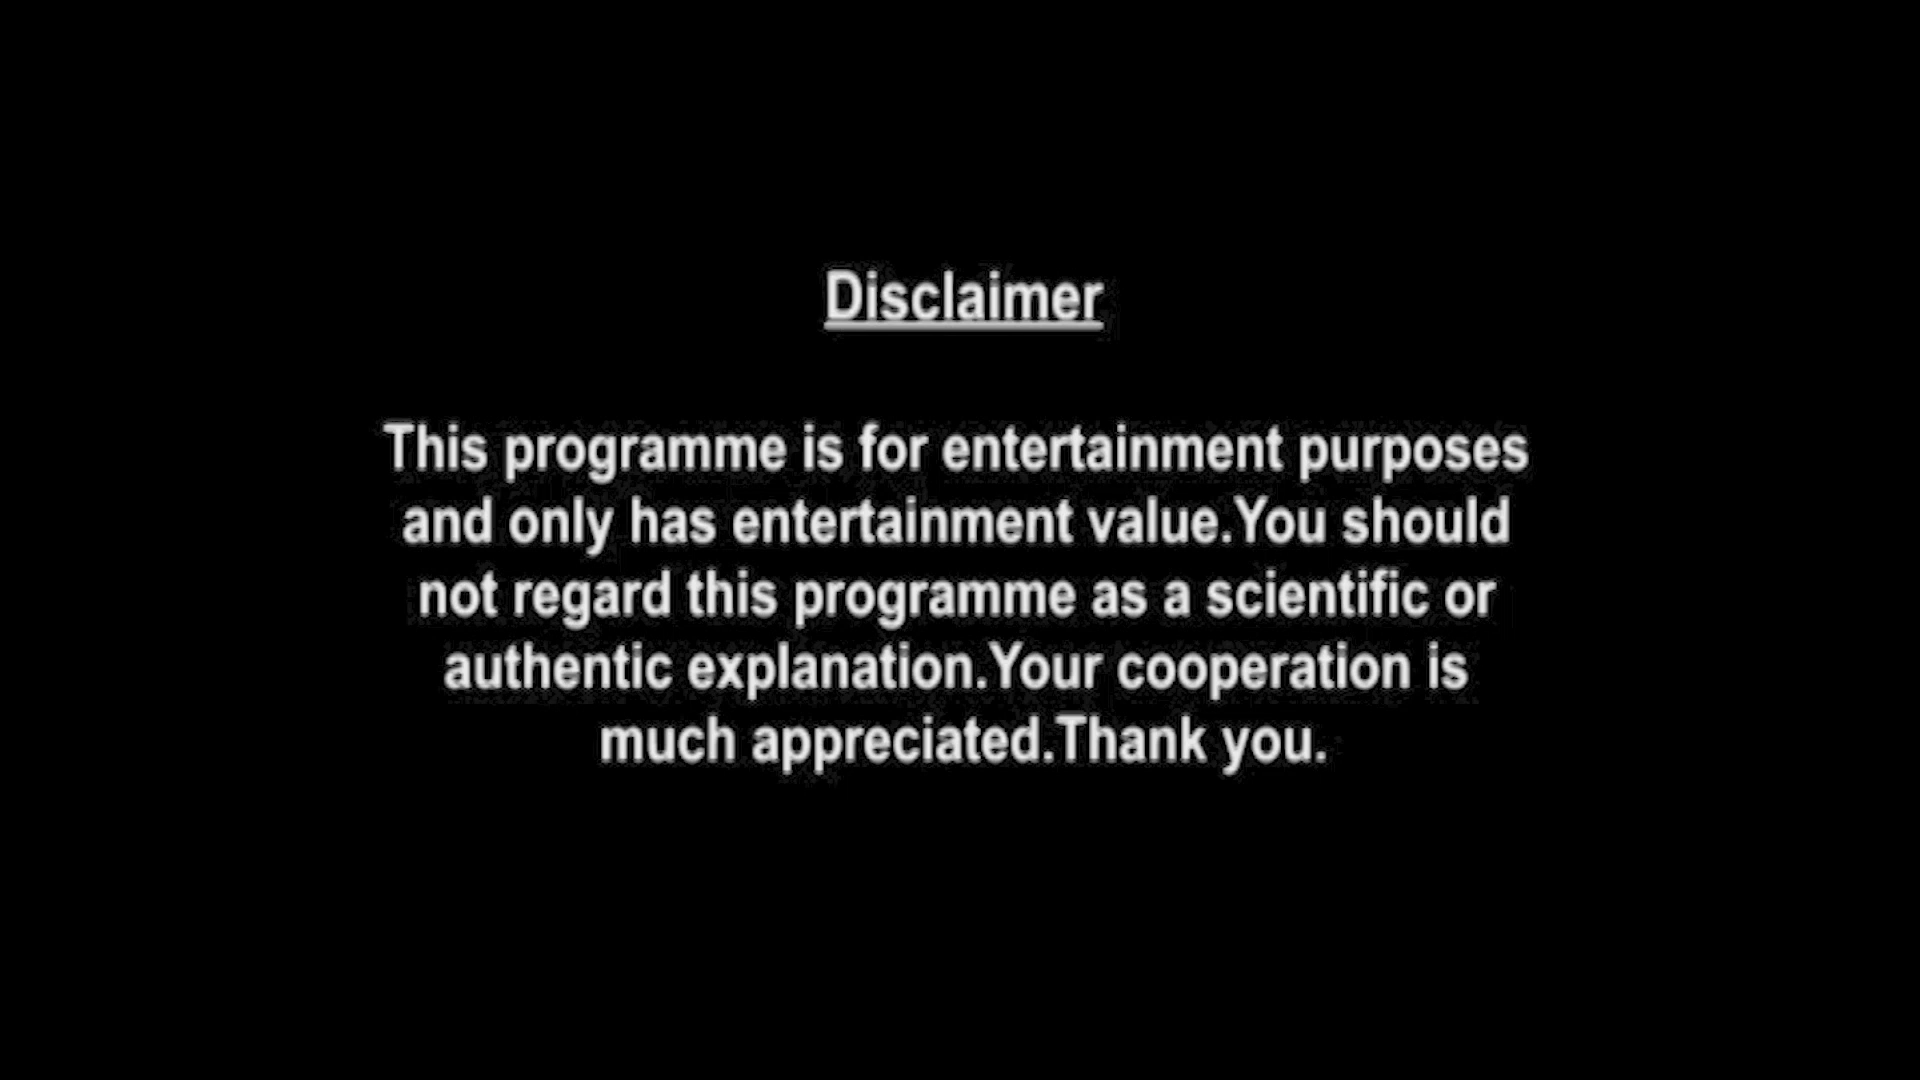 Disclaimer
This programme is for entertainment purposes
and only has entertainment value.You should
not regard this programme as a scientific or
authentic explanation.Your cooperation is
much appreciated.Thank you.